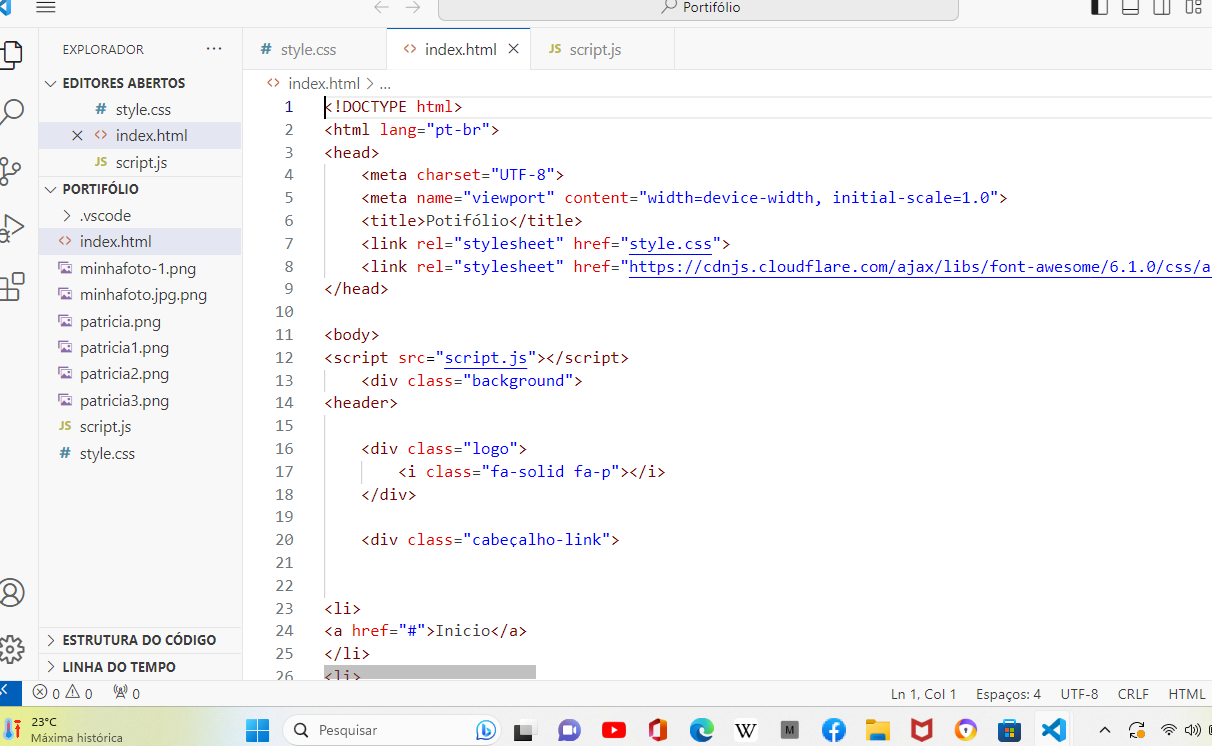 Portifólio
EXPLORADOR ...
EDITORES ABERTOS
# style.css
<> index.html
JS script.js
PORTIFÓLIO
.vscode
<> index.html
minhafoto-1.png
minhafoto.jpg.png
patricia.png
patricia1.png
patricia2.png
patricia3.png
JS script.js
# style.css
ESTRUTURA DO CÓDIGO
LINHA DO TEMPO
# style.css <> index.html JS script.js
<> index.html > ...
1 <!DOCTYPE html>
2 <html lang="pt-br">
3 <head>
4 <meta charset="UTF-8">
5 <meta name="viewport" content="width=device-width, initial-scale=1.0">
6 <title>Potifólio</title>
7 <link rel="stylesheet" href="style.css">
8 <link rel="stylesheet" href="https://cdnjs.cloudflare.com/ajax/libs/font-awesome/6.1.0/css/a
9 </head>
10
11 <body>
12 <script src="script.js"></script>
13 <div class="background">
14 <header>
15
16 <div class="logo">
17 <i class="fa-solid fa-p"></i>
18 </div>
19
20 <div class="cabeçalho-link">
21
22
23 <li>
24 <a href="#">Inicio</a>
25 </li>
26 <li>
0 0 0 Ln 1, Col 1 Espaços: 4 UTF-8 CRLF HTML
23°C
Máxima histórica
Pesquisar
W
M